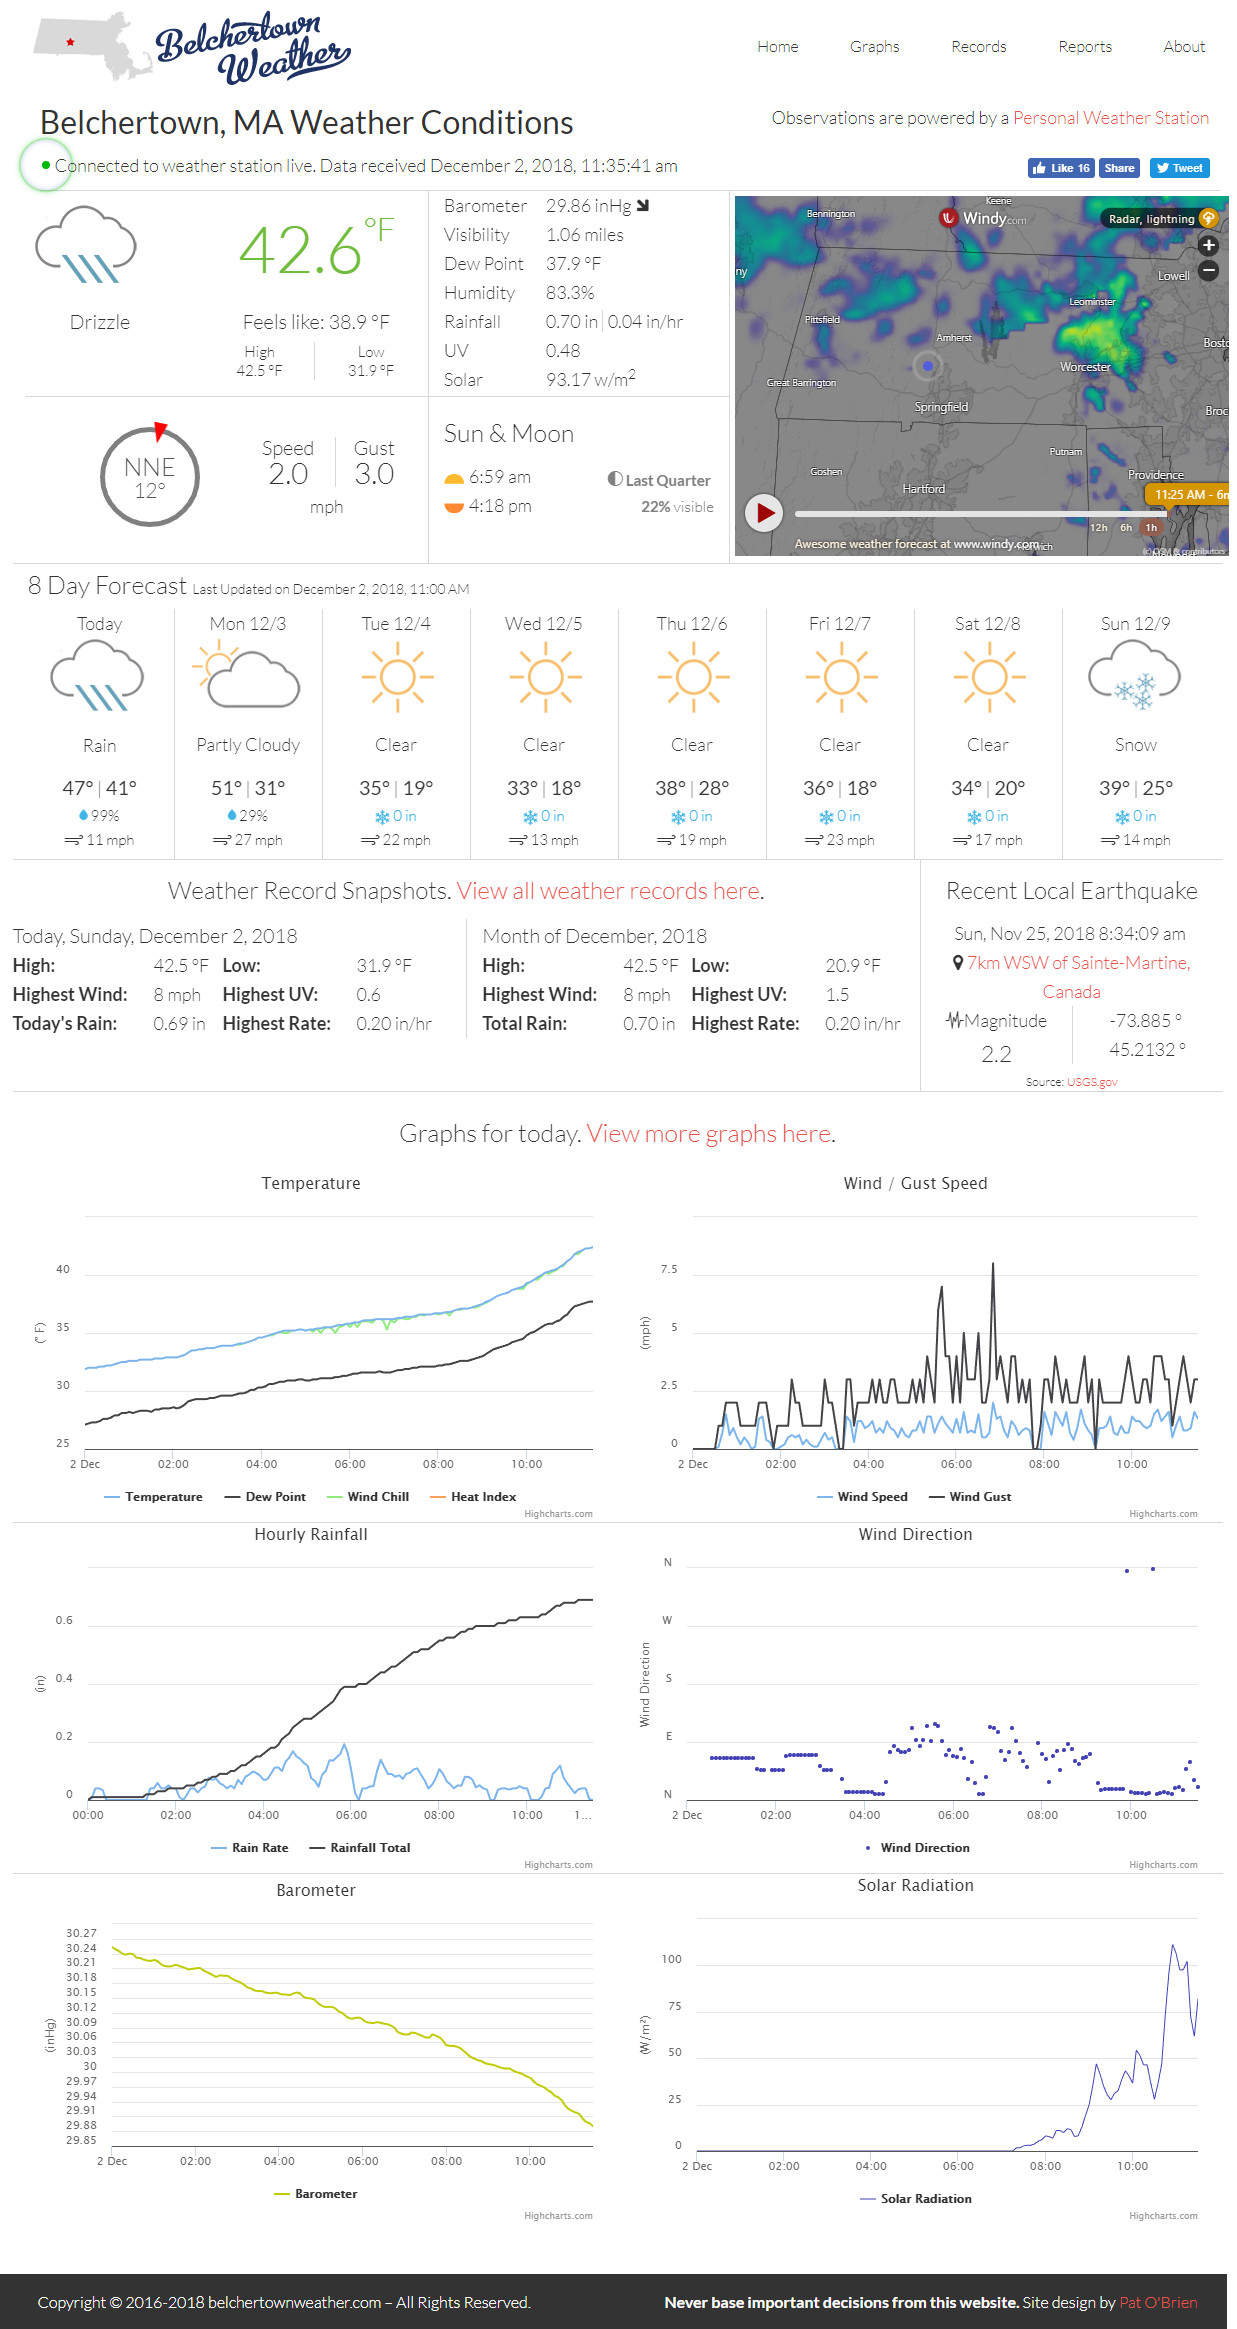 Belchertown
Weather
Home Graphs Records Reports About
Belchertown, MA Weather Conditions
Observations are powered by a Personal Weather Station
Connected to weather station live. Data received December 2, 2018, 11:35:41 am
Like 16 Share Tweet
Drizzle
42.6 °F
Feels like: 38.9 °F
High Low
42.5 °F 31.9 °F
Barometer 29.86 inHg
Visibility 1.06 miles
Dew Point 37.9 °F
Humidity 83.3%
Rainfall 0.70 in | 0.04 in/hr
UV 0.48
Solar 93.17 w/m2
Keene
Bennington
Windy.com
Radar, lightning
+
−
ny
Lowell
Leominster
Pittsfield
Amherst
Bosto
Worcester
Great Barrington
Springfield
Broc
Putnam
Goshen
Providence
Hartford
11:25 AM - 6m
12h 6h 1h
Awesome weather forecast at www.windy.com
NNE
12°
Speed Gust
2.0 3.0
mph
Sun & Moon
6:59 am
4:18 pm
Last Quarter
22% visible
8 Day Forecast Last Updated on December 2, 2018, 11:00 AM
Today Mon 12/3 Tue 12/4 Wed 12/5 Thu 12/6 Fri 12/7 Sat 12/8 Sun 12/9
Rain Partly Cloudy Clear Clear Clear Clear Clear Snow
47° | 41° 51° | 31° 35° | 19° 33° | 18° 38° | 28° 36° | 18° 34° | 20° 39° | 25°
99% 29% 0 in 0 in 0 in 0 in 0 in 0 in
11 mph 27 mph 22 mph 13 mph 19 mph 23 mph 17 mph 14 mph
Weather Record Snapshots. View all weather records here.
Today, Sunday, December 2, 2018
High: 42.5 °F Low: 31.9 °F
Highest Wind: 8 mph Highest UV: 0.6
Today's Rain: 0.69 in Highest Rate: 0.20 in/hr
Month of December, 2018
High: 42.5 °F Low: 20.9 °F
Highest Wind: 8 mph Highest UV: 1.5
Total Rain: 0.70 in Highest Rate: 0.20 in/hr
Recent Local Earthquake
Sun, Nov 25, 2018 8:34:09 am
7km WSW of Sainte-Martine,
Canada
Magnitude
2.2
-73.885 °
45.2132 °
Source: USGS.gov
Graphs for today. View more graphs here.
Temperature
(° F)
40
35
30
25
2 Dec 02:00 04:00 06:00 08:00 10:00
Temperature Dew Point Wind Chill Heat Index
Highcharts.com
Wind / Gust Speed
(mph)
7.5
5
2.5
0
2 Dec 02:00 04:00 06:00 08:00 10:00
Wind Speed Wind Gust
Highcharts.com
Hourly Rainfall
(in)
0.6
0.4
0.2
0
00:00 02:00 04:00 06:00 08:00 10:00 1...
Rain Rate Rainfall Total
Highcharts.com
Wind Direction
Wind Direction
N
W
S
E
N
2 Dec 02:00 04:00 06:00 08:00 10:00
Wind Direction
Highcharts.com
Barometer
(inHg)
30.27
30.24
30.21
30.18
30.15
30.12
30.09
30.06
30.03
30
29.97
29.94
29.91
29.88
29.85
2 Dec 02:00 04:00 06:00 08:00 10:00
Barometer
Highcharts.com
Solar Radiation
(W/m²)
100
75
50
25
0
2 Dec 02:00 04:00 06:00 08:00 10:00
Solar Radiation
Highcharts.com
Copyright © 2016-2018 belchertownweather.com – All Rights Reserved.
Never base important decisions from this website. Site design by Pat O'Brien